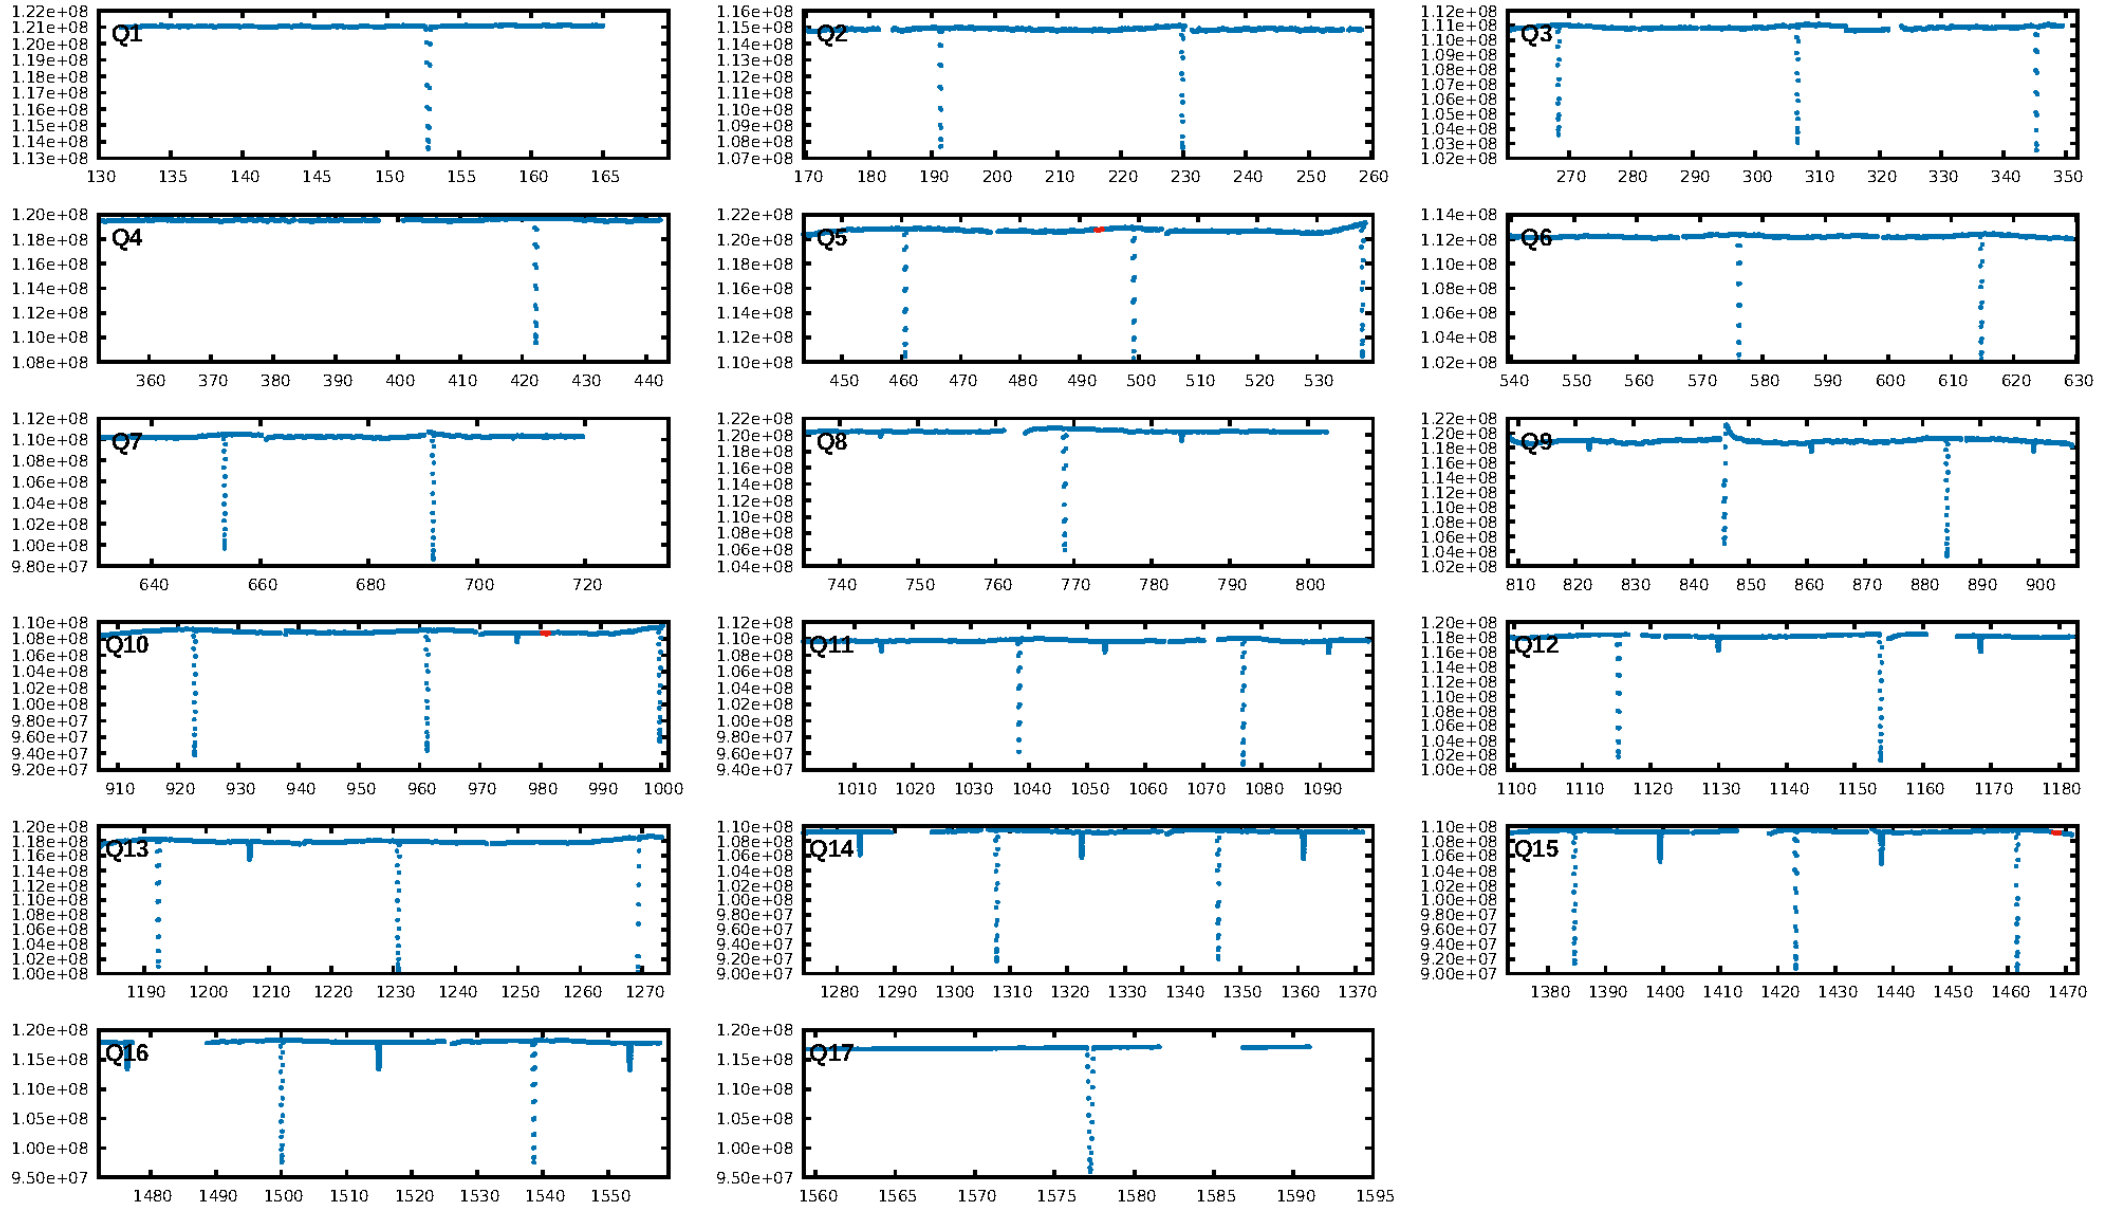 1.22e+08
1.21e+08
1.20e+08
1.19e+08
1.18e+08
1.17e+08
1.16e+08
1.15e+08
1.14e+08
1.13e+08
Q1
130 135 140 145 150 155 160 165
1.16e+08
1.15e+08
1.14e+08
1.13e+08
1.12e+08
1.11e+08
1.10e+08
1.09e+08
1.08e+08
1.07e+08
Q2
170 180 190 200 210 220 230 240 250 260
1.12e+08
1.11e+08
1.10e+08
1.09e+08
1.08e+08
1.07e+08
1.06e+08
1.05e+08
1.04e+08
1.03e+08
1.02e+08
Q3
270 280 290 300 310 320 330 340 350
1.20e+08
1.18e+08
1.16e+08
1.14e+08
1.12e+08
1.10e+08
1.08e+08
Q4
360 370 380 390 400 410 420 430 440
1.22e+08
1.20e+08
1.18e+08
1.16e+08
1.14e+08
1.12e+08
1.10e+08
Q5
450 460 470 480 490 500 510 520 530
1.14e+08
1.12e+08
1.10e+08
1.08e+08
1.06e+08
1.04e+08
1.02e+08
Q6
540 550 560 570 580 590 600 610 620 630
1.12e+08
1.10e+08
1.08e+08
1.06e+08
1.04e+08
1.02e+08
1.00e+08
9.80e+07
Q7
640 660 680 700 720
1.22e+08
1.20e+08
1.18e+08
1.16e+08
1.14e+08
1.12e+08
1.10e+08
1.08e+08
1.06e+08
1.04e+08
Q8
740 750 760 770 780 790 800
1.22e+08
1.20e+08
1.18e+08
1.16e+08
1.14e+08
1.12e+08
1.10e+08
1.08e+08
1.06e+08
1.04e+08
1.02e+08
Q9
810 820 830 840 850 860 870 880 890 900
1.10e+08
1.08e+08
1.06e+08
1.04e+08
1.02e+08
1.00e+08
9.80e+07
9.60e+07
9.40e+07
9.20e+07
Q10
910 920 930 940 950 960 970 980 990 1000
1.12e+08
1.10e+08
1.08e+08
1.06e+08
1.04e+08
1.02e+08
1.00e+08
9.80e+07
9.60e+07
9.40e+07
Q11
1010 1020 1030 1040 1050 1060 1070 1080 1090
1.20e+08
1.18e+08
1.16e+08
1.14e+08
1.12e+08
1.10e+08
1.08e+08
1.06e+08
1.04e+08
1.02e+08
1.00e+08
Q12
1100 1110 1120 1130 1140 1150 1160 1170 1180
1.20e+08
1.18e+08
1.16e+08
1.14e+08
1.12e+08
1.10e+08
1.08e+08
1.06e+08
1.04e+08
1.02e+08
1.00e+08
Q13
1190 1200 1210 1220 1230 1240 1250 1260 1270
1.10e+08
1.08e+08
1.06e+08
1.04e+08
1.02e+08
1.00e+08
9.80e+07
9.60e+07
9.40e+07
9.20e+07
9.00e+07
Q14
1280 1290 1300 1310 1320 1330 1340 1350 1360 1370
1.10e+08
1.08e+08
1.06e+08
1.04e+08
1.02e+08
1.00e+08
9.80e+07
9.60e+07
9.40e+07
9.20e+07
9.00e+07
Q15
1380 1390 1400 1410 1420 1430 1440 1450 1460 1470
1.20e+08
1.15e+08
1.10e+08
1.05e+08
1.00e+08
9.50e+07
Q16
1480 1490 1500 1510 1520 1530 1540 1550
1.20e+08
1.15e+08
1.10e+08
1.05e+08
1.00e+08
9.50e+07
Q17
1560 1565 1570 1575 1580 1585 1590 1595